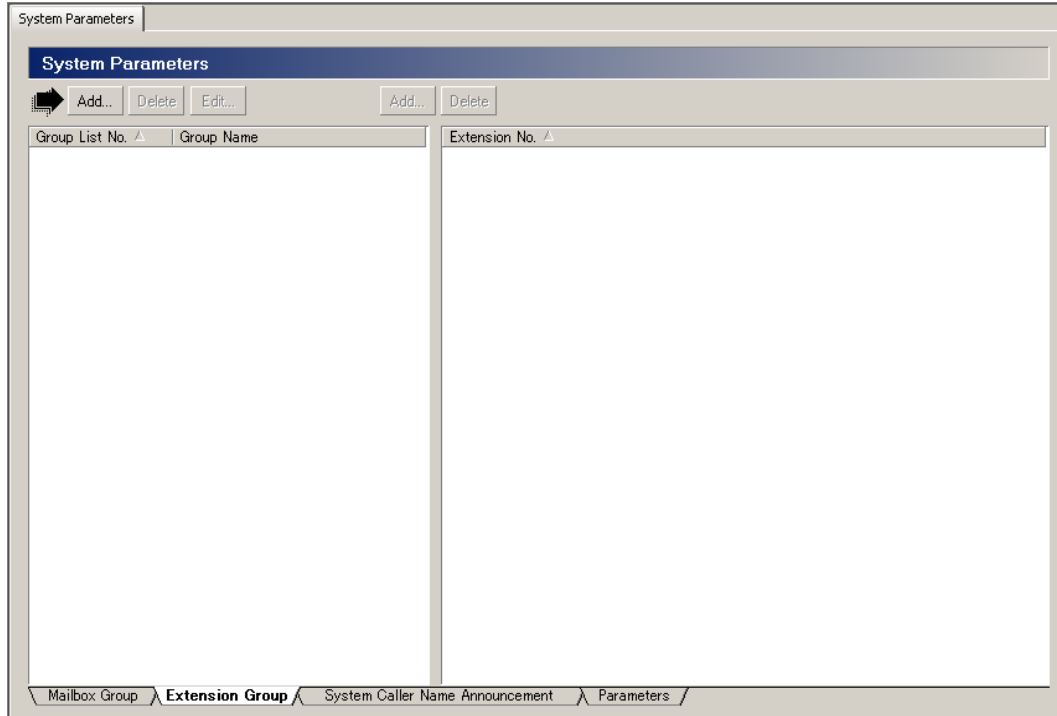 System Parameters
System Parameters
Add... Delete Edit... Add... Delete
Group List No. Group Name Extension No.
Mailbox Group Extension Group System Caller Name Announcement Parameters